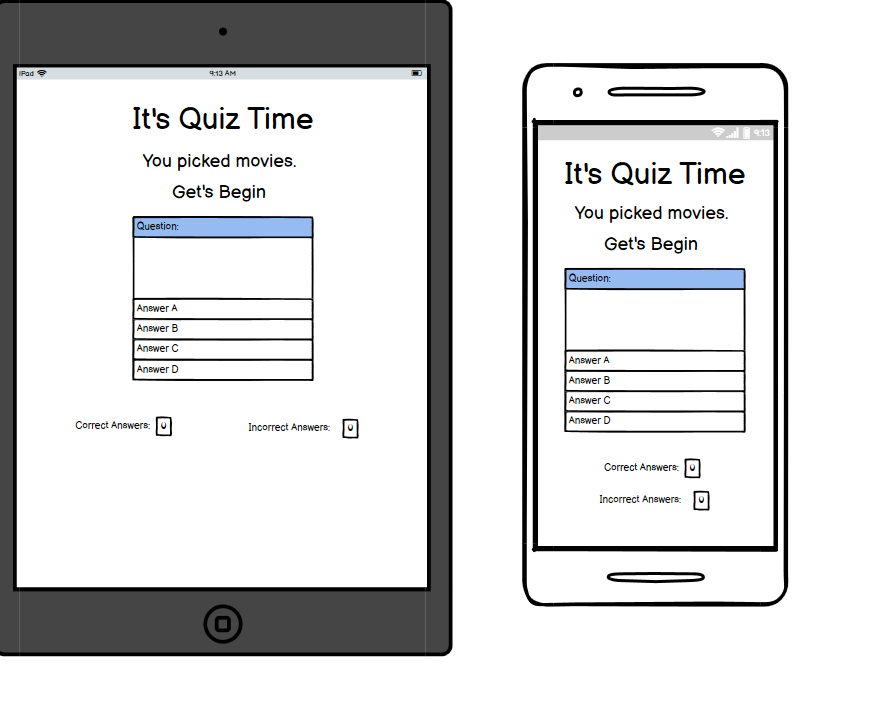 iPad 9:13 AM
It's Quiz Time
You picked movies.
Get's Begin
Question:
Answer A
Answer B
Answer C
Answer D
Correct Answers: 0 Incorrect Answers: 0
9:13
It's Quiz Time
You picked movies.
Get's Begin
Question:
Answer A
Answer B
Answer C
Answer D
Correct Answers: 0
Incorrect Answers: 0